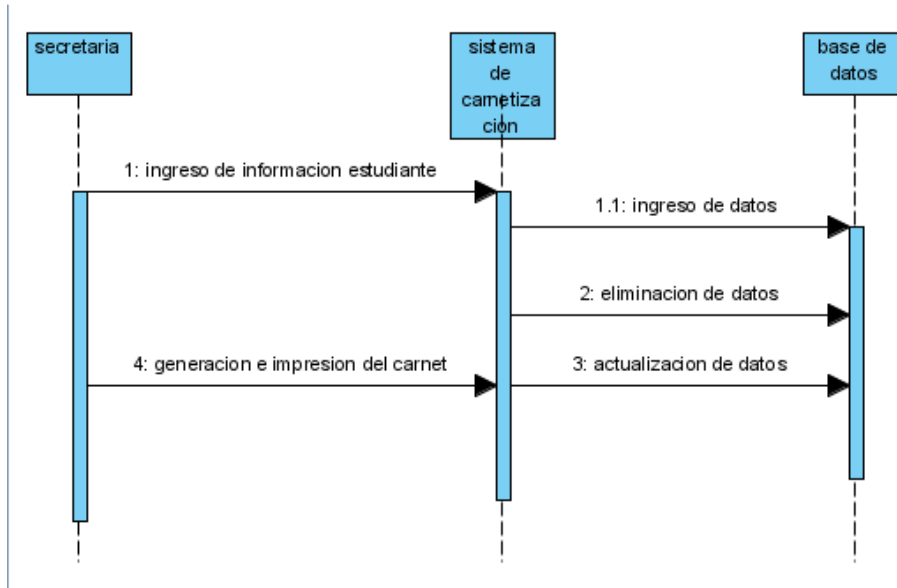 secretaria
sistema
de
carnetiza
ción
base de
datos
1: ingreso de informacion estudiante
1.1: ingreso de datos
2: eliminacion de datos
4: generacion e impresion del carnet
3: actualizacion de datos